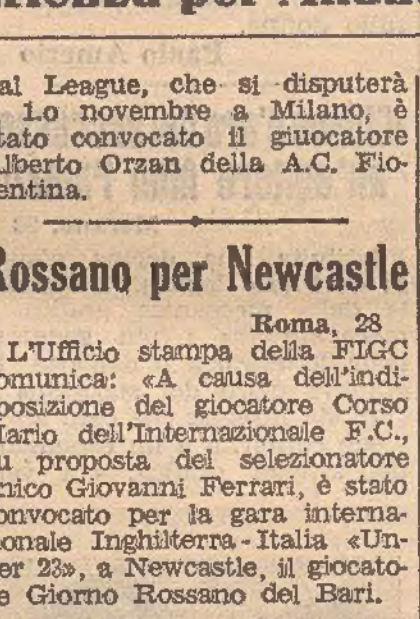 al League, che si disputerà
1.o novembre a Milano, è
tato convocato il giuocatore
lberto Orzan della A.C. Fio-
entina.
Rossano per Newcastle
Roma, 28
L'Ufficio stampa della FIGC
omunica: «A causa dell'indi-
posizione del giocatore Corso
Mario dell'Internazionale F.C.,
u proposta del selezionatore
nico Giovanni Ferrari, è stato
onvocato per la gara interna-
ionale Inghilterra - Italia «Un-
er 23», a Newcastle, il giocato-
e Giorno Rossano del Bari.